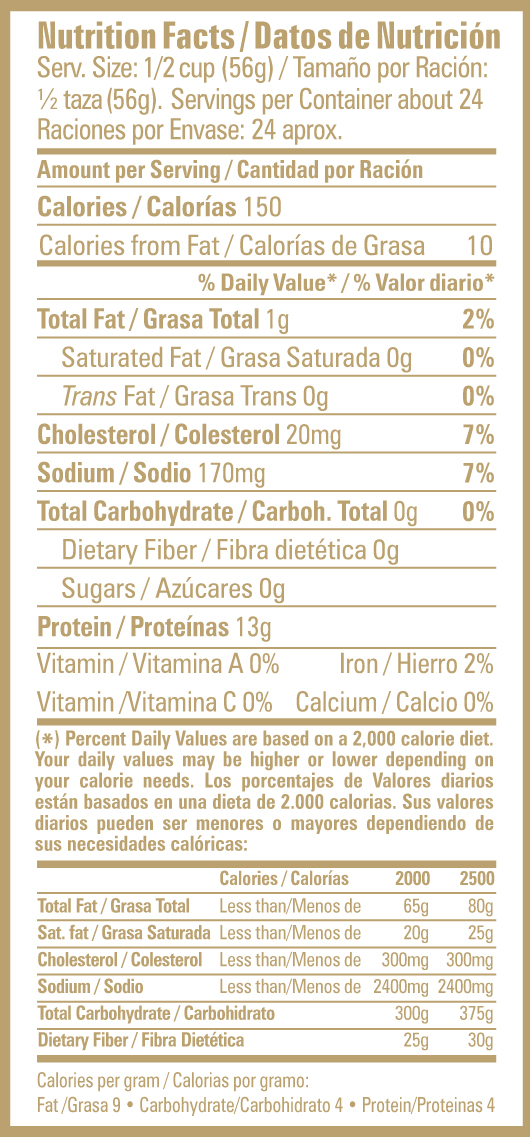 Nutrition Facts / Datos de Nutrición
Serv. Size: 1/2 cup (56g) / Tamaño por Ración:
½ taza (56g). Servings per Container about 24
Raciones por Envase: 24 aprox.
Amount per Serving / Cantidad por Ración
Calories / Calorías 150
Calories from Fat / Calorías de Grasa 10
% Daily Value* / % Valor diario*
Total Fat / Grasa Total 1g 2%
Saturated Fat / Grasa Saturada 0g 0%
Trans Fat / Grasa Trans 0g 0%
Cholesterol / Colesterol 20mg 7%
Sodium / Sodio 170mg 7%
Total Carbohydrate / Carboh. Total 0g 0%
Dietary Fiber / Fibra dietética 0g
Sugars / Azúcares 0g
Protein / Proteínas 13g
Vitamin / Vitamina A 0% Iron / Hierro 2%
Vitamin /Vitamina C 0% Calcium / Calcio 0%
(*) Percent Daily Values are based on a 2,000 calorie diet.
Your daily values may be higher or lower depending on
your calorie needs. Los porcentajes de Valores diarios
están basados en una dieta de 2.000 calorias. Sus valores
diarios pueden ser menores o mayores dependiendo de
sus necesidades calóricas:
Calories / Calorías 2000 2500
Total Fat / Grasa Total Less than/Menos de 65g 80g
Sat. fat / Grasa Saturada Less than/Menos de 20g 25g
Cholesterol / Colesterol Less than/Menos de 300mg 300mg
Sodium / Sodio Less than/Menos de 2400mg 2400mg
Total Carbohydrate / Carbohidrato 300g 375g
Dietary Fiber / Fibra Dietética 25g 30g
Calories per gram / Calorias por gramo:
Fat /Grasa 9 • Carbohydrate/Carbohidrato 4 • Protein/Proteinas 4